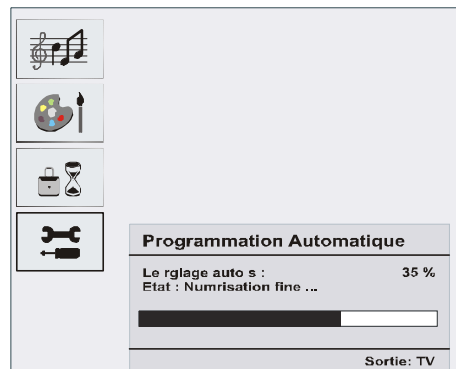 Programmation Automatique
Le rglage auto s : 35 %
Etat : Numrisation fine ...
Sortie: TV